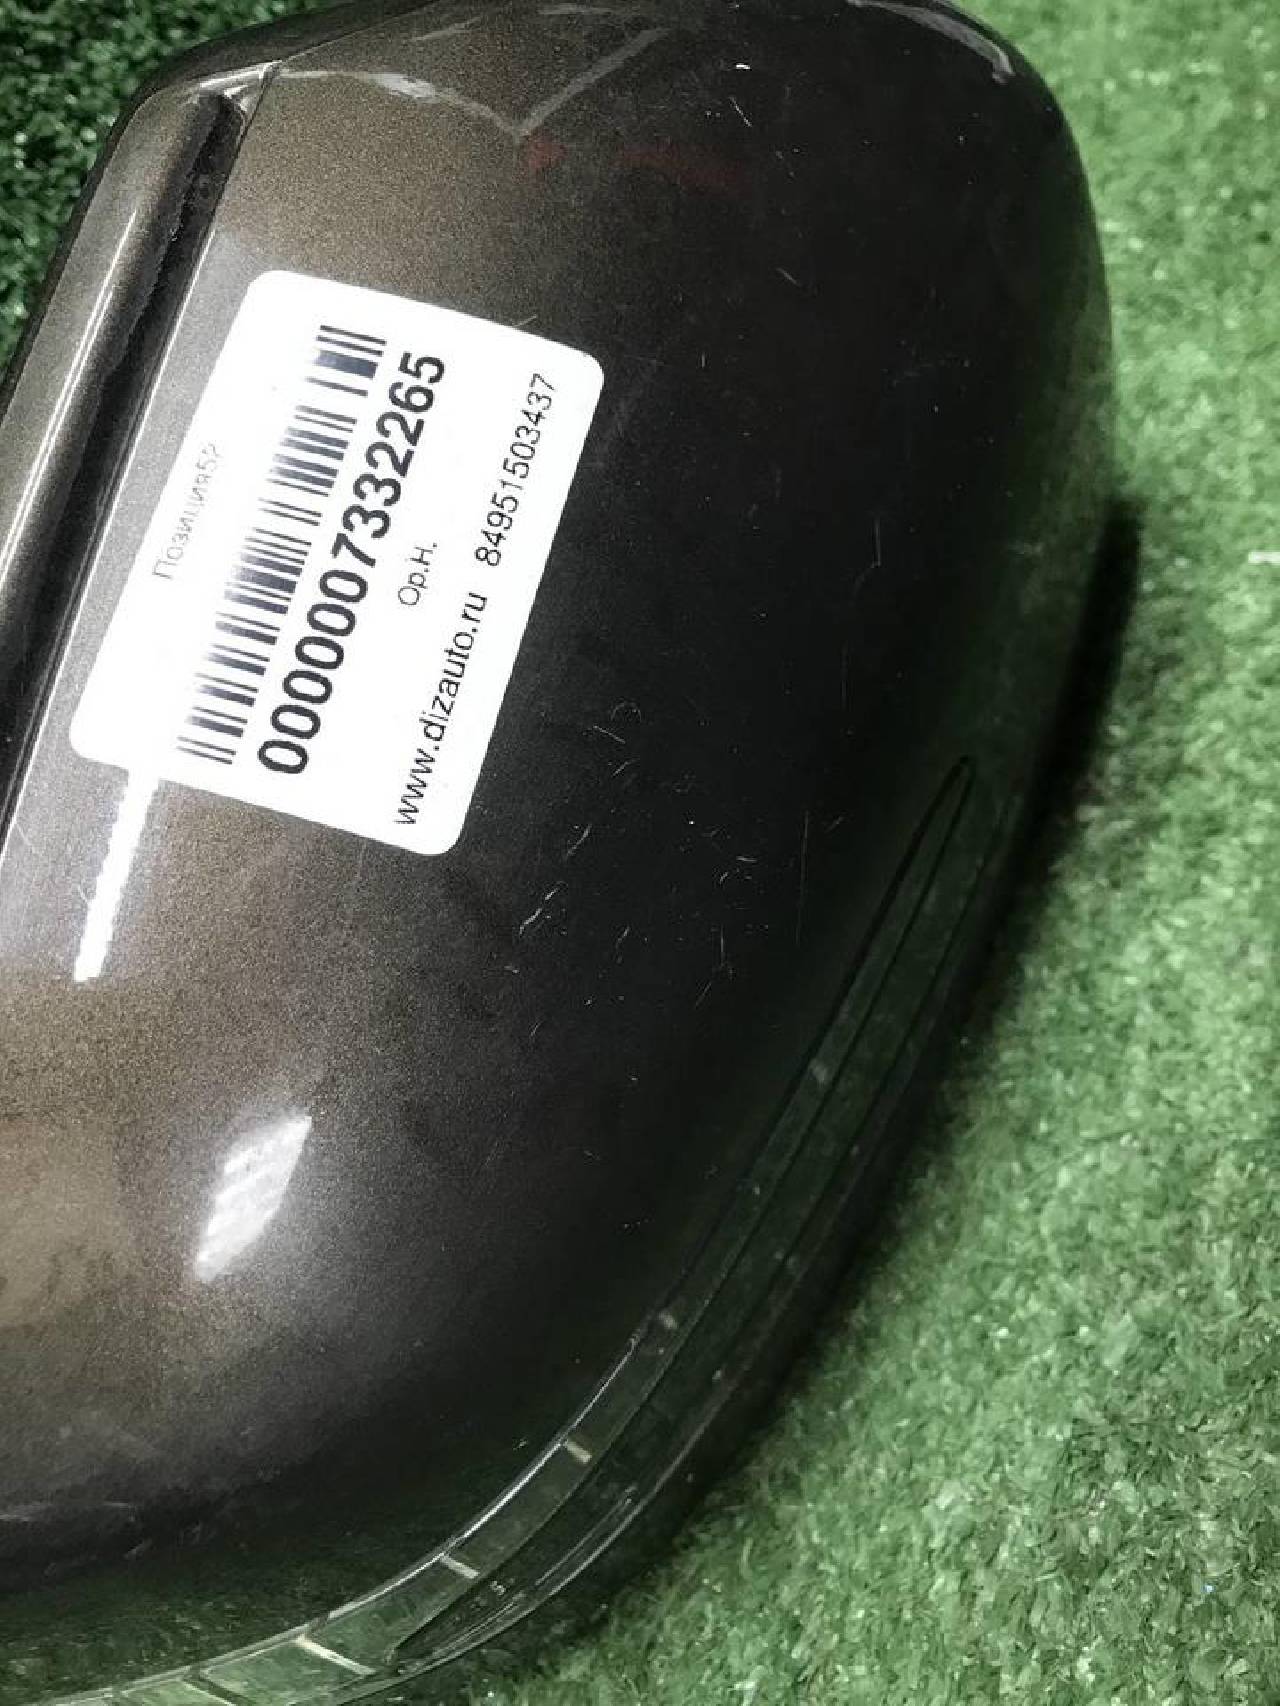 Позиция52
0000007332265
Ор.Н.
www.dizauto.ru 84951503437